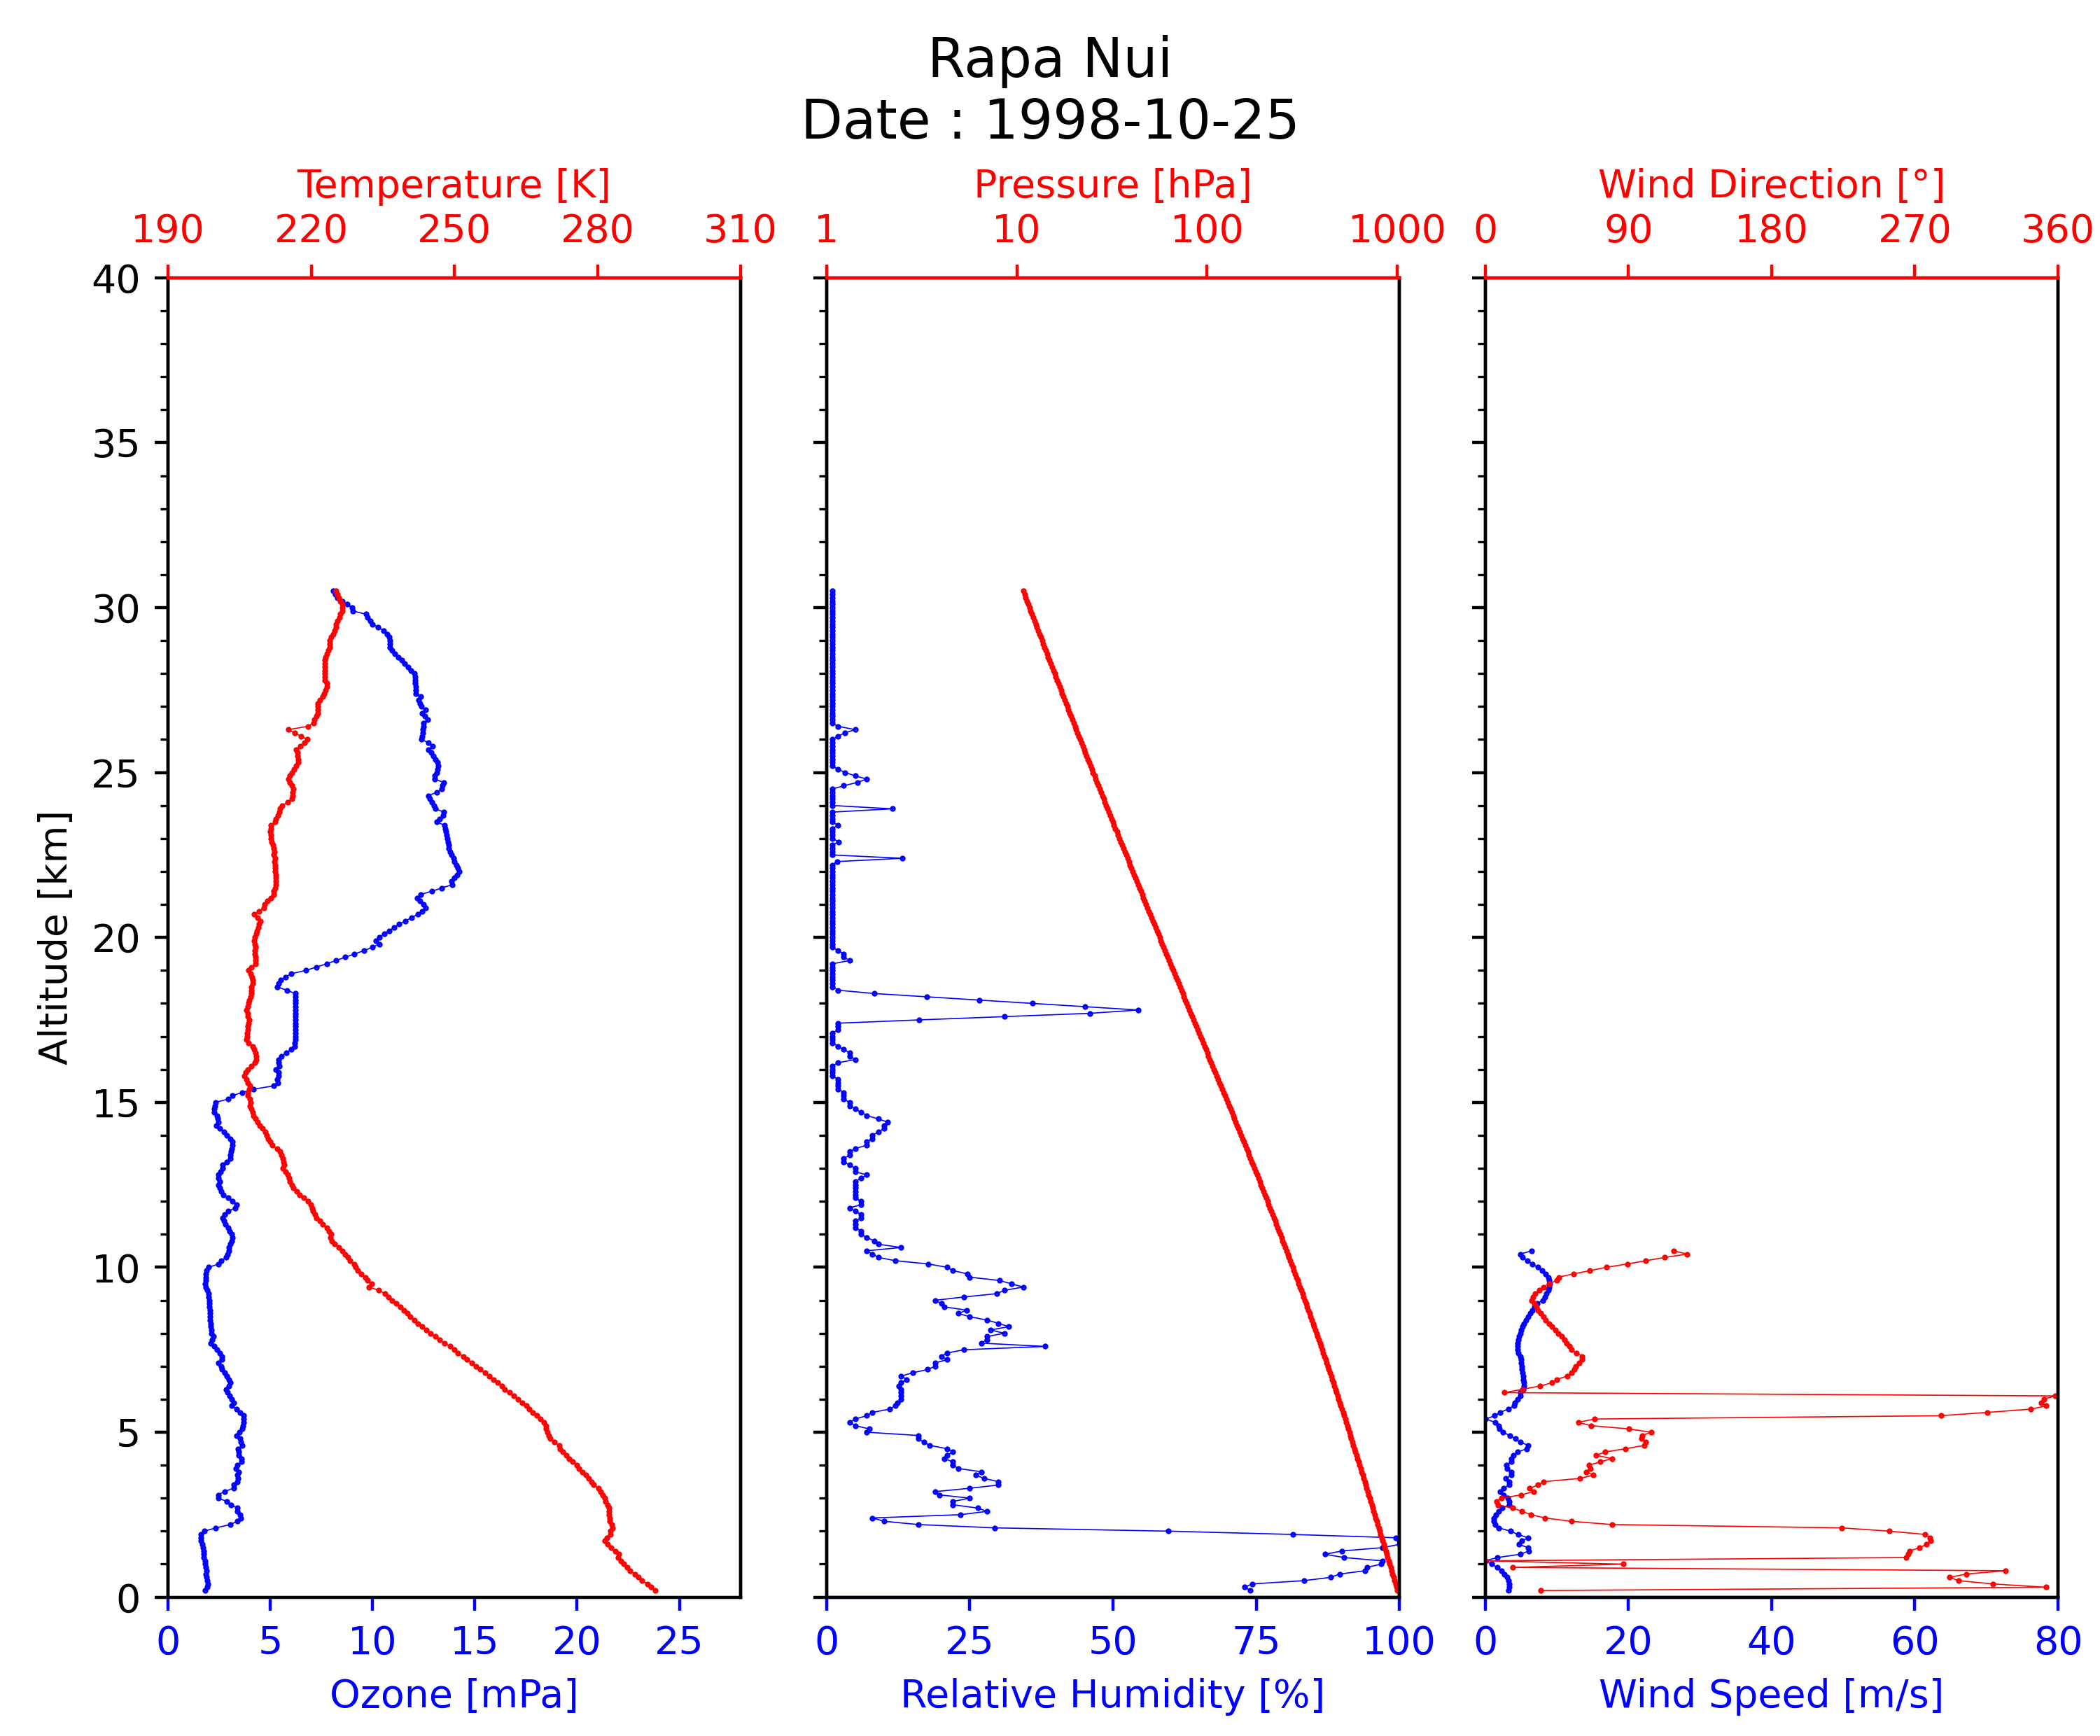 Rapa Nui
Date : 1998-10-25
Temperature [K]
190 220 250 280 310
Pressure [hPa]
1 10 100 1000
Wind Direction [°]
0 90 180 270 360
Altitude [km]
40
35
30
25
20
15
10
5
0
0 5 10 15 20 25
Ozone [mPa]
0 25 50 75 100
Relative Humidity [%]
0 20 40 60 80
Wind Speed [m/s]